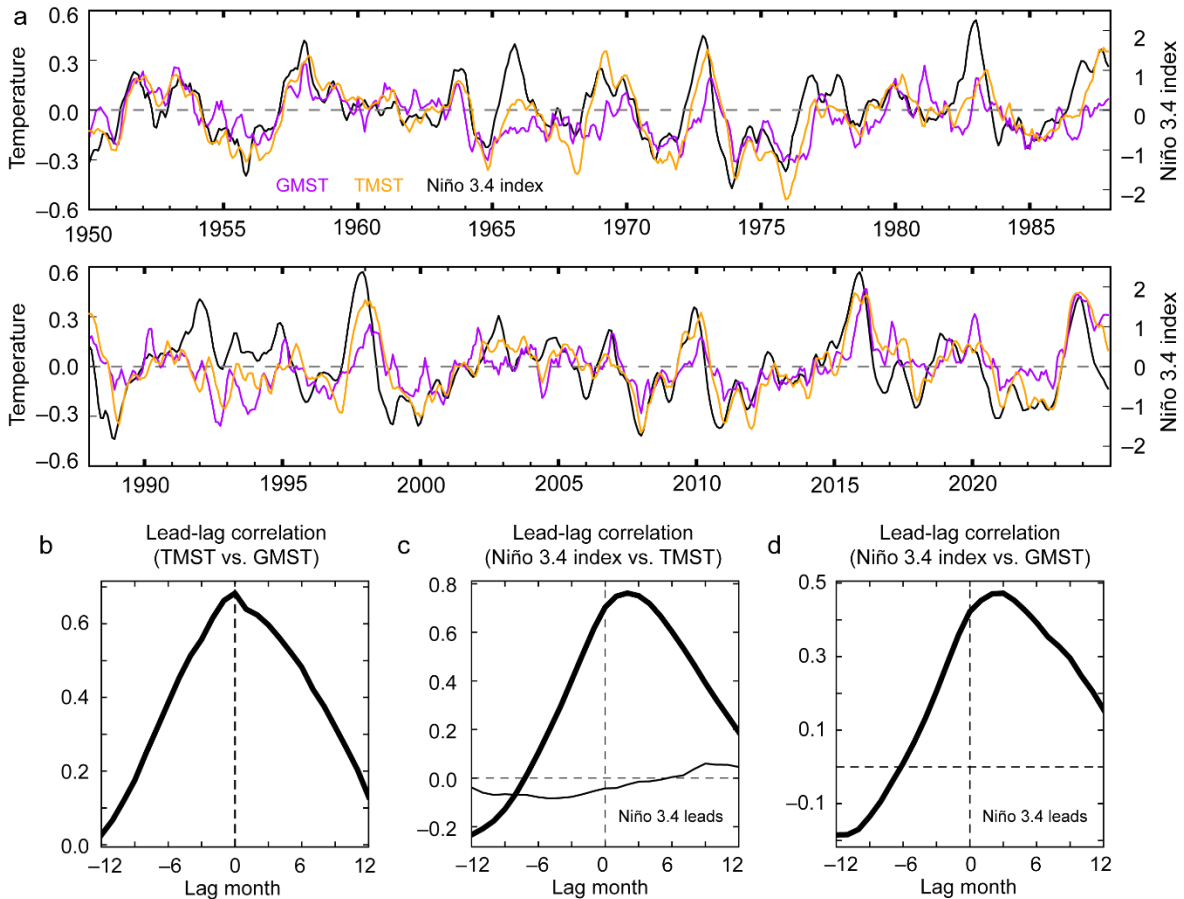 a
0.6
0.3
0.0
−0.3
−0.6
Temperature
GMST TMST Niño 3.4 index
2
1
0
−1
−2
Niño 3.4 index
1950 1955 1960 1965 1970 1975 1980 1985
0.6
0.3
0.0
−0.3
−0.6
Temperature
2
1
0
−1
−2
Niño 3.4 index
1990 1995 2000 2005 2010 2015 2020
b
Lead-lag correlation
(TMST vs. GMST)
0.6
0.4
0.2
0.0
−12 −6 0 6 12
Lag month
c
Lead-lag correlation
(Niño 3.4 index vs. TMST)
0.8
0.6
0.4
0.2
0.0
−0.2
Niño 3.4 leads
−12 −6 0 6 12
Lag month
d
Lead-lag correlation
(Niño 3.4 index vs. GMST)
0.5
0.3
0.1
−0.1
Niño 3.4 leads
−12 −6 0 6 12
Lag month